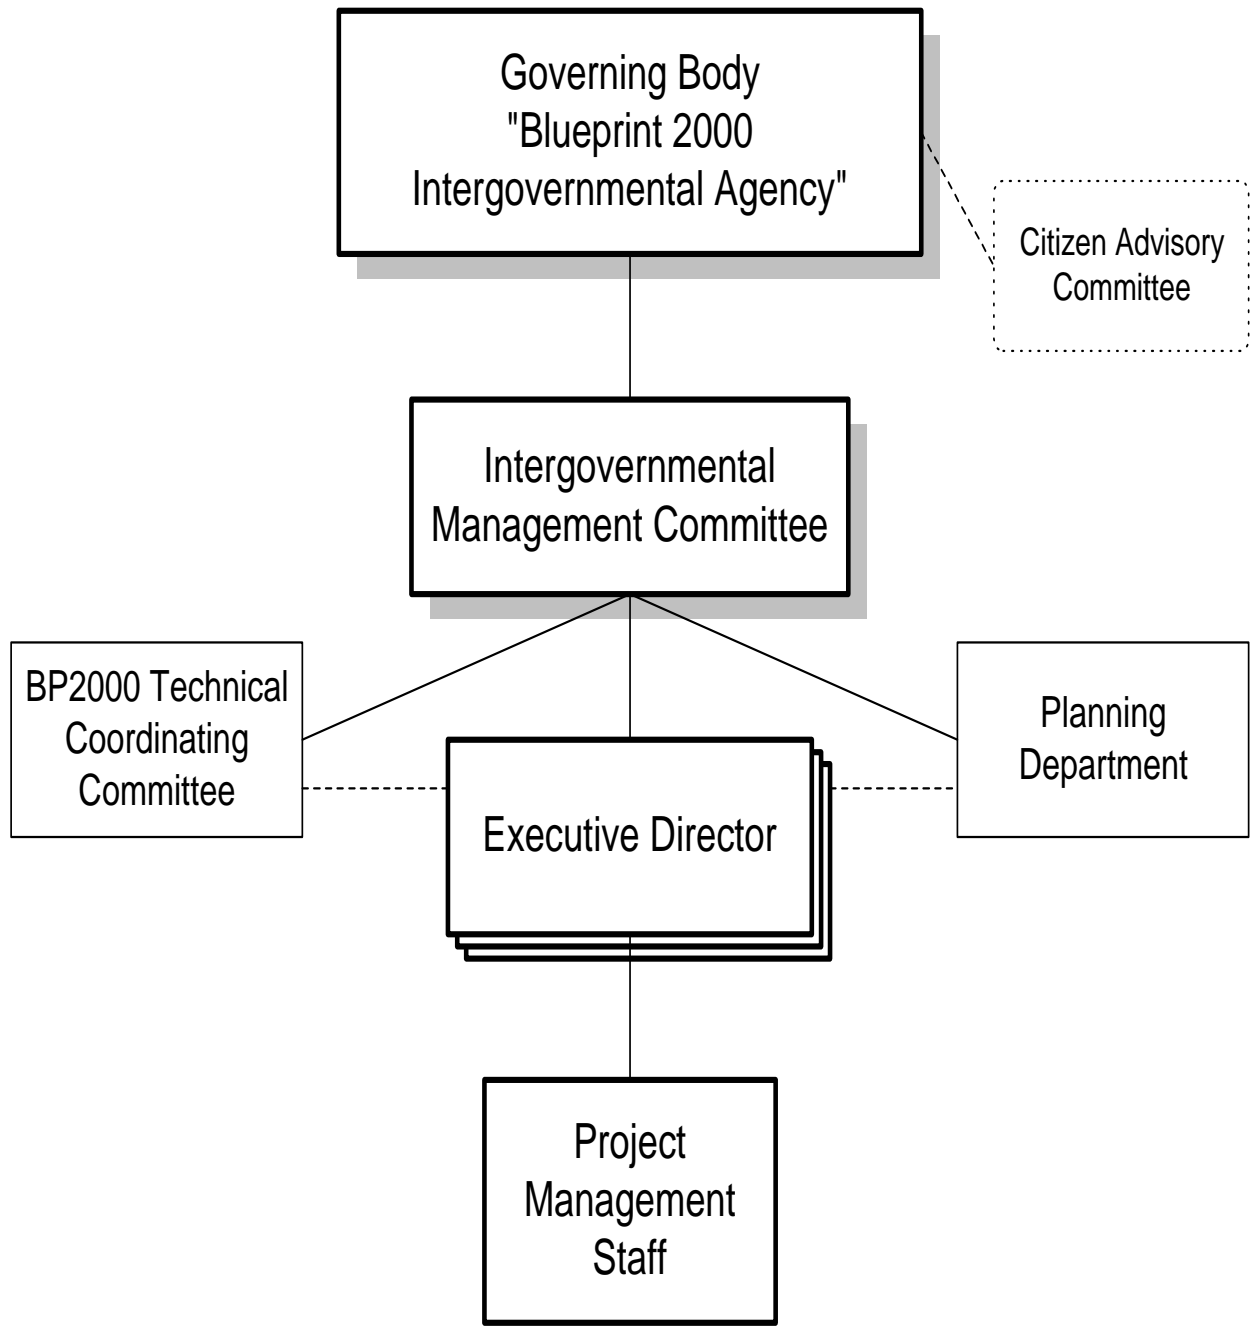 Governing Body
"Blueprint 2000
Intergovernmental Agency"
Citizen Advisory
Committee
Intergovernmental
Management Committee
BP2000 Technical
Coordinating
Committee
Executive Director
Planning
Department
Project
Management
Staff